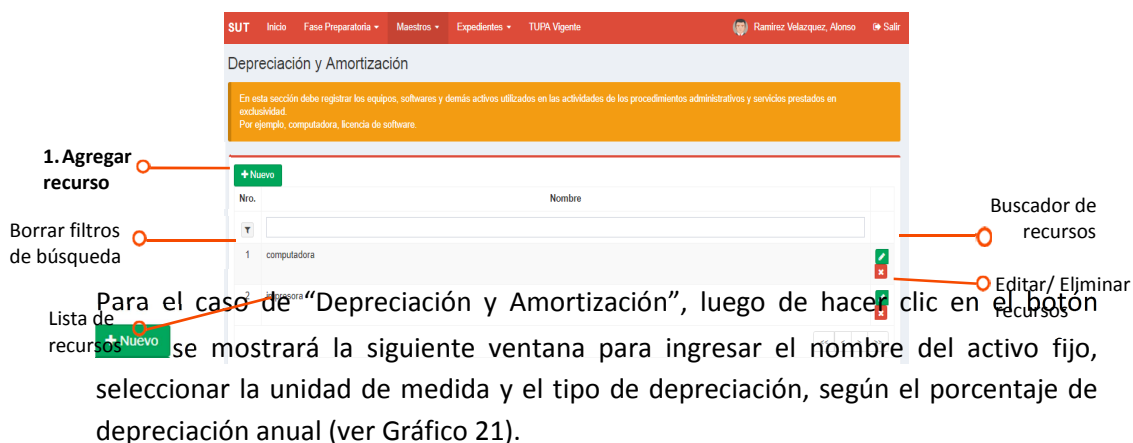 SUT Inicio Fase Preparatoria Maestros Expedientes TUPA Vigente Ramirez Velazquez, Alonso Salir
Depreciación y Amortización
En esta sección debe registrar los equipos, softwares y demás activos utilizados en las actividades de los procedimientos administrativos y servicios prestados en
exclusividad.
Por ejemplo, computadora, licencia de software.
1. Agregar
recurso
+ Nuevo
Nro. Nombre
Buscador de
recursos
Borrar filtros
de búsqueda
1 computadora
2 impresora
Editar/ Eliminar
recursos
Lista de
recursos
Para el caso de “Depreciación y Amortización”, luego de hacer clic en el botón
+ Nuevo se mostrará la siguiente ventana para ingresar el nombre del activo fijo,
seleccionar la unidad de medida y el tipo de depreciación, según el porcentaje de
depreciación anual (ver Gráfico 21).